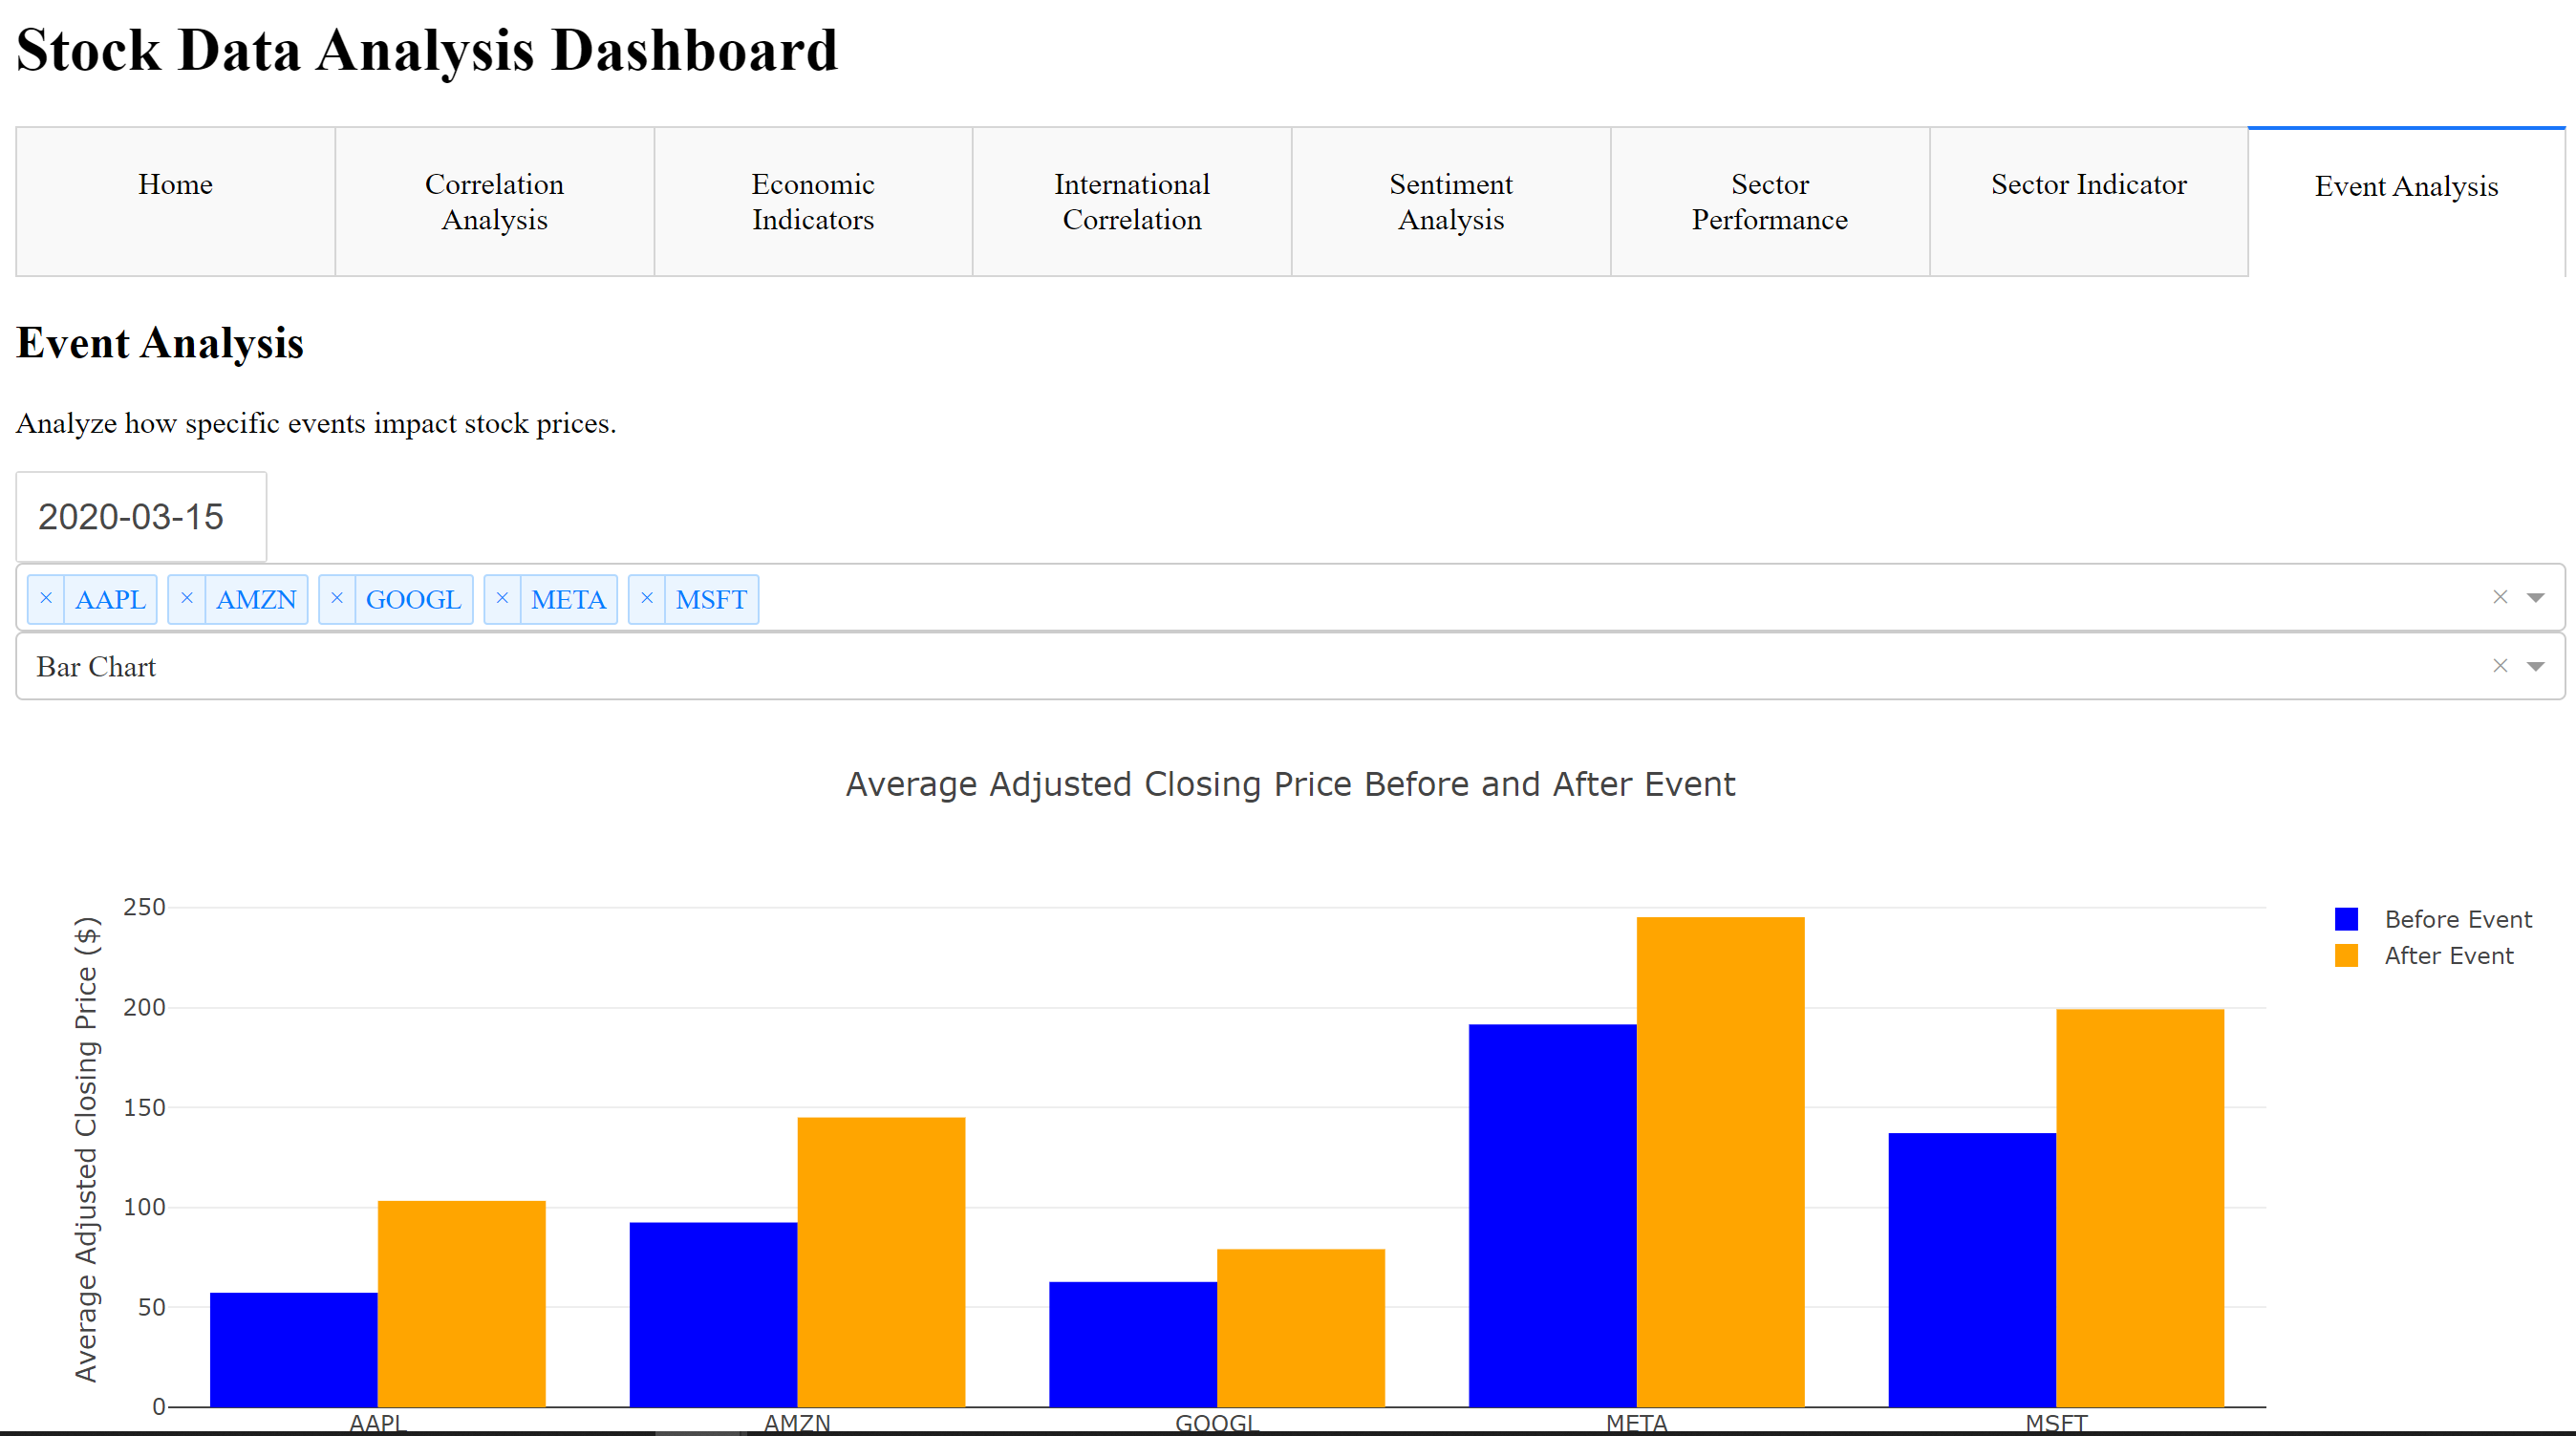 Stock Data Analysis Dashboard
Home
Correlation
Analysis
Economic
Indicators
International
Correlation
Sentiment
Analysis
Sector
Performance
Sector Indicator
Event Analysis
Event Analysis
Analyze how specific events impact stock prices.
2020-03-15
× AAPL × AMZN × GOOGL × META × MSFT ×
Bar Chart ×
Average Adjusted Closing Price Before and After Event
Average Adjusted Closing Price ($)
250
200
150
100
50
0
AAPL AMZN GOOGL META MSFT
Before Event
After Event